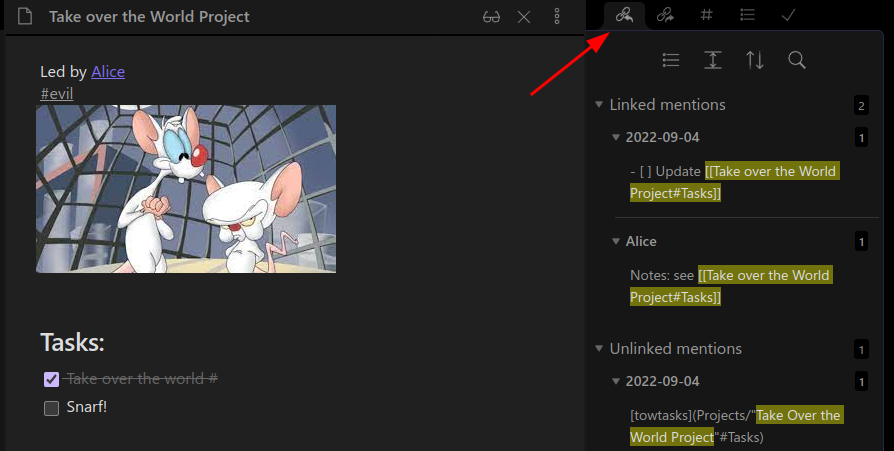 Take over the World Project
Led by Alice
#evil
Tasks:
Take over the world #
Snarf!
Linked mentions 2
2022-09-04 1
- [ ] Update [[Take over the World
Project#Tasks]]
Alice 1
Notes: see [[Take over the World
Project#Tasks]]
Unlinked mentions 1
2022-09-04 1
[towtasks](Projects/"Take Over the
World Project"#Tasks)